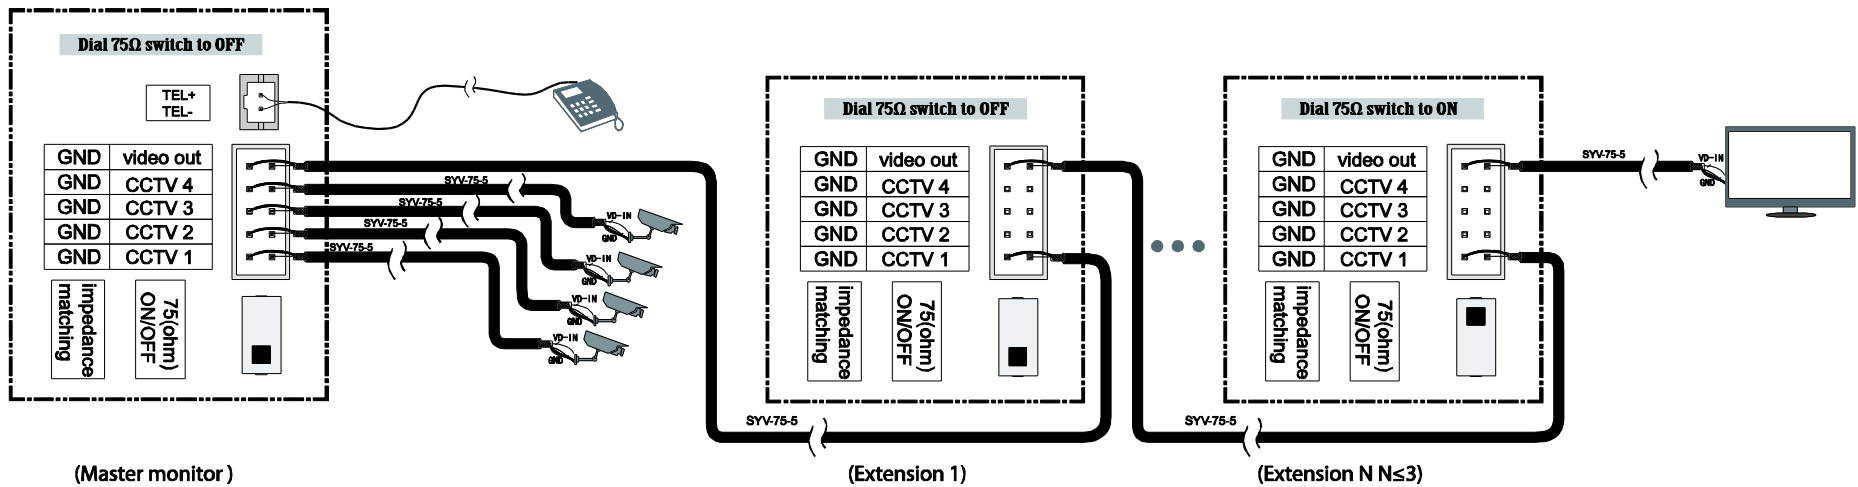 Dial 75Ω switch to OFF
TEL+
TEL-
GND video out
GND CCTV 4
GND CCTV 3
GND CCTV 2
GND CCTV 1
impedance
matching
75(ohm)
ON/OFF
SYV-75-5
SYV-75-5
SYV-75-5
SYV-75-5
VD-IN
GND
VD-IN
GND
VD-IN
GND
VD-IN
GND
(Master monitor )
Dial 75Ω switch to OFF
GND video out
GND CCTV 4
GND CCTV 3
GND CCTV 2
GND CCTV 1
impedance
matching
75(ohm)
ON/OFF
SYV-75-5
(Extension 1)
Dial 75Ω switch to ON
GND video out
GND CCTV 4
GND CCTV 3
GND CCTV 2
GND CCTV 1
impedance
matching
75(ohm)
ON/OFF
SYV-75-5
SYV-75-5
VD-IN
GND
(Extension N N≤3)